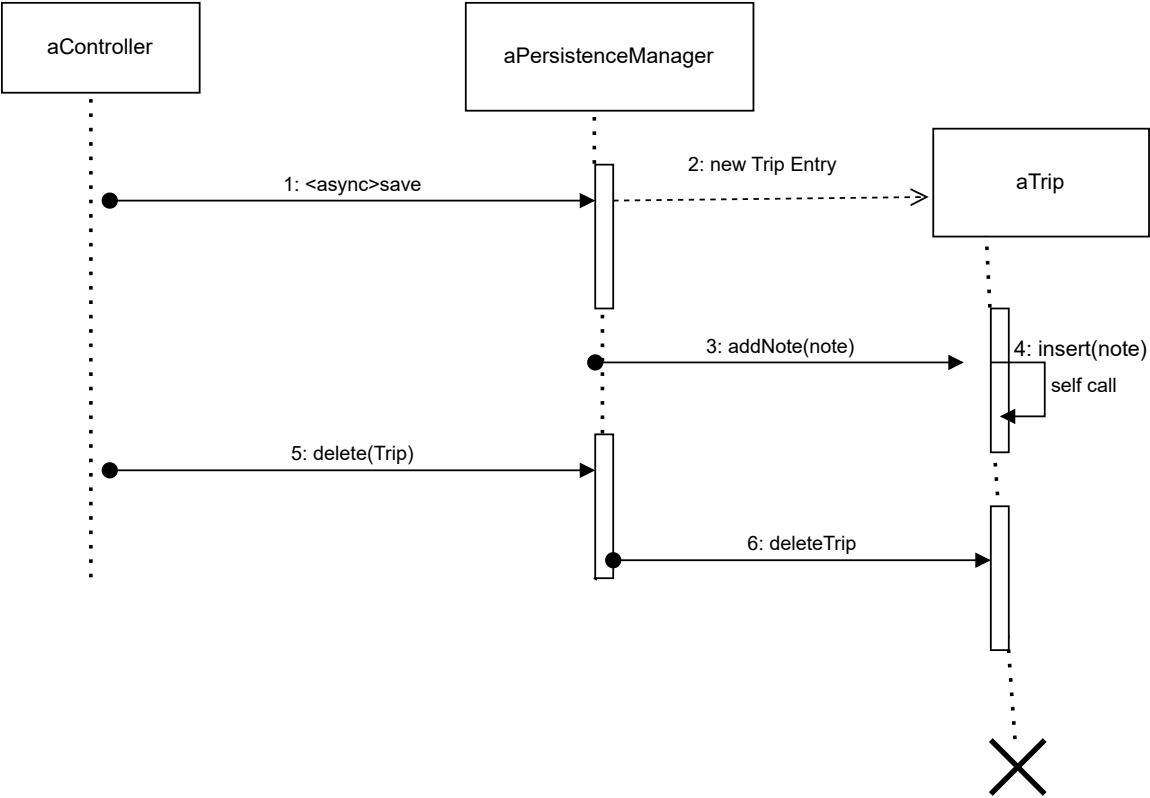 aController
aPersistenceManager
aTrip
1: <async>save
2: new Trip Entry
3: addNote(note)
4: insert(note)
self call
5: delete(Trip)
6: deleteTrip